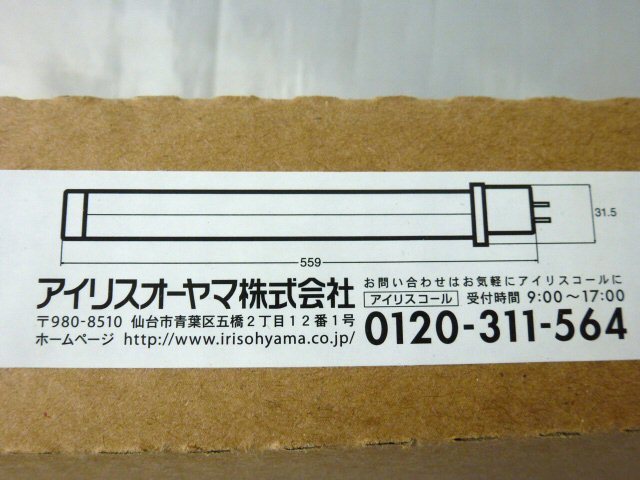 31.5
559
アイリスオーヤマ株式会社
〒980-8510 仙台市青葉区五橋2丁目12番1号
ホームページ http://www.irisohyama.co.jp/
お問い合わせはお気軽にアイリスコールに
アイリスコール 受付時間 9:00〜17:00
0120-311-564